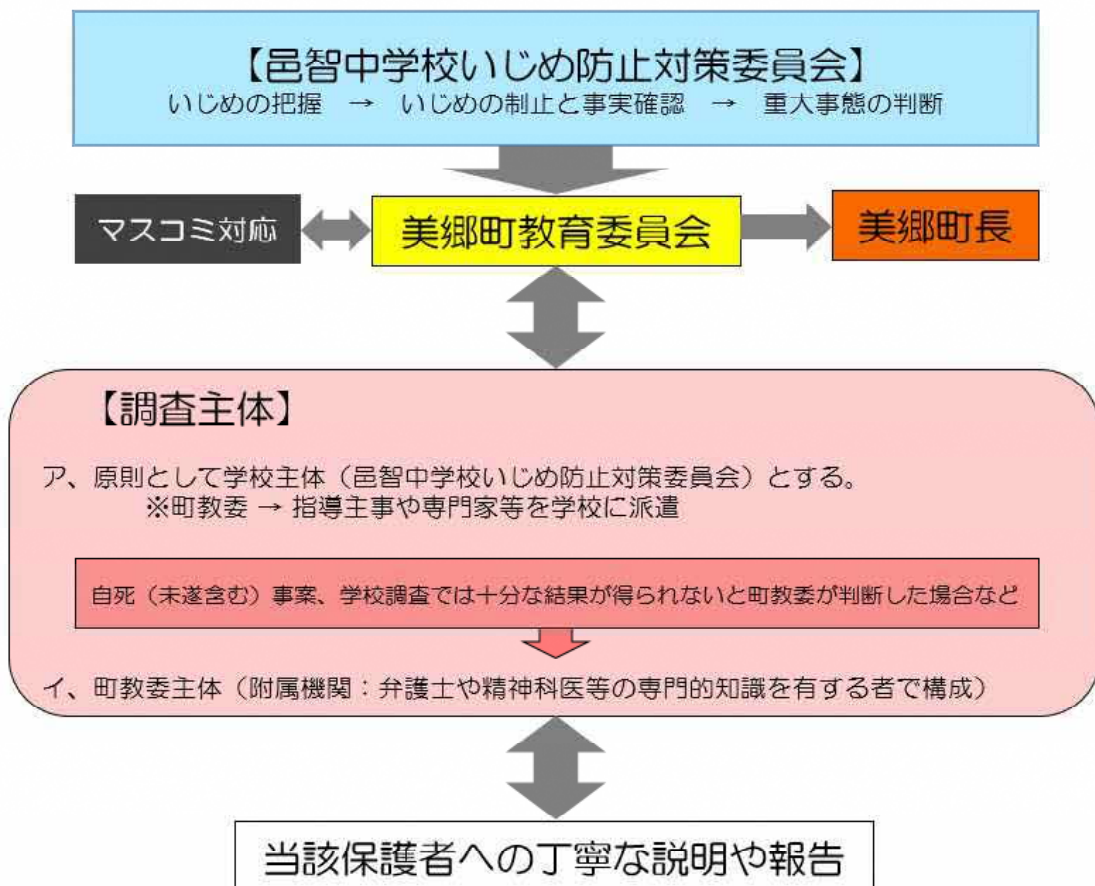 【邑智中学校いじめ防止対策委員会】
いじめの把握 → いじめの制止と事実確認 → 重大事態の判断
マスコミ対応
美郷町教育委員会
美郷町長
【調査主体】
ア、原則として学校主体（邑智中学校いじめ防止対策委員会）とする。
※町教委 → 指導主事や専門家等を学校に派遣
自死（未遂含む）事案、学校調査では十分な結果が得られないと町教委が判断した場合など
イ、町教委主体（附属機関：弁護士や精神科医等の専門的知識を有する者で構成）
当該保護者への丁寧な説明や報告